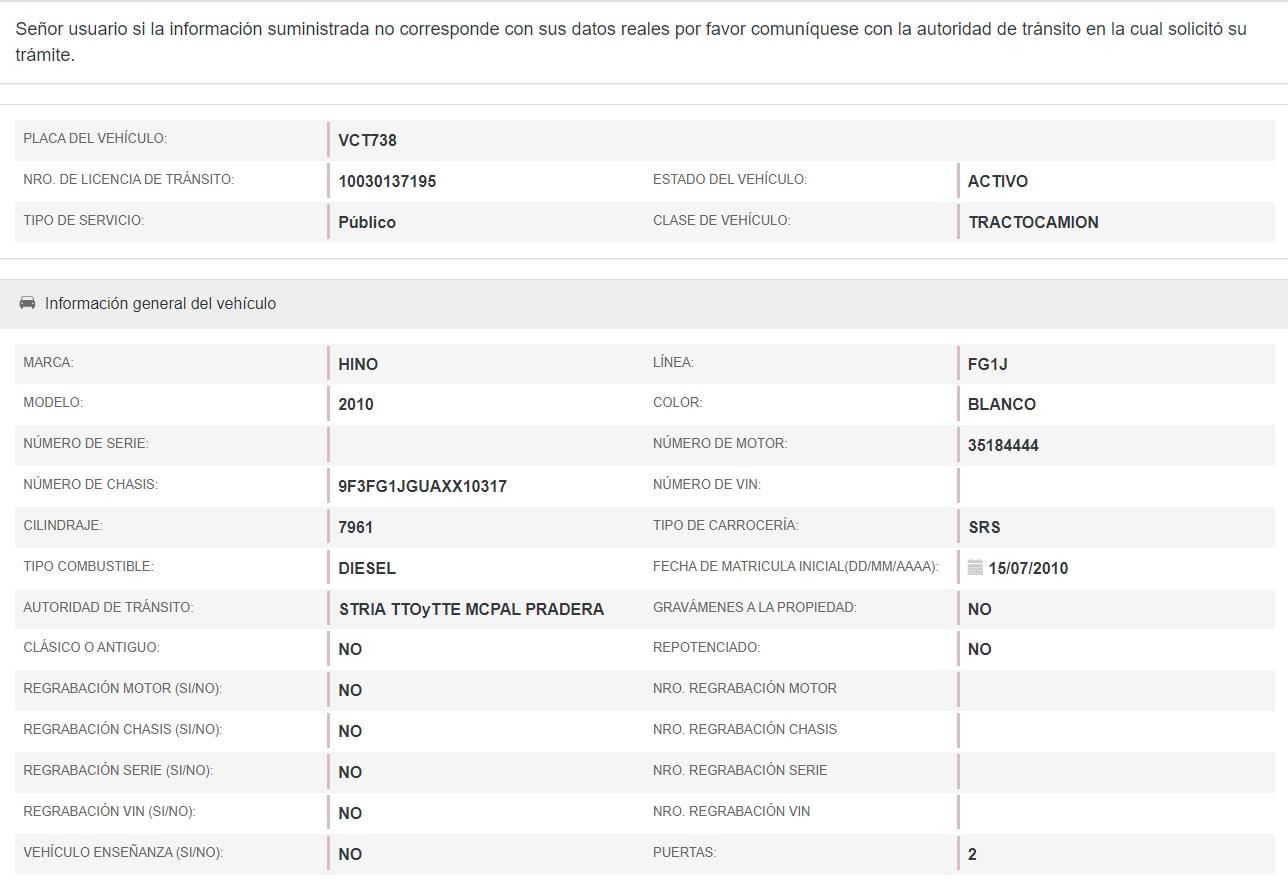 Señor usuario si la información suministrada no corresponde con sus datos reales por favor comuníquese con la autoridad de tránsito en la cual solicitó su
trámite.
PLACA DEL VEHÍCULO: VCT738
NRO. DE LICENCIA DE TRÁNSITO: 10030137195 ESTADO DEL VEHÍCULO: ACTIVO
TIPO DE SERVICIO: Público CLASE DE VEHÍCULO: TRACTOCAMION
Información general del vehículo
MARCA: HINO LÍNEA: FG1J
MODELO: 2010 COLOR: BLANCO
NÚMERO DE SERIE: NÚMERO DE MOTOR: 35184444
NÚMERO DE CHASIS: 9F3FG1JGUAXX10317 NÚMERO DE VIN:
CILINDRAJE: 7961 TIPO DE CARROCERÍA: SRS
TIPO COMBUSTIBLE: DIESEL FECHA DE MATRICULA INICIAL(DD/MM/AAAA): 15/07/2010
AUTORIDAD DE TRÁNSITO: STRIA TTOyTTE MCPAL PRADERA GRAVÁMENES A LA PROPIEDAD: NO
CLÁSICO O ANTIGUO: NO REPOTENCIADO: NO
REGRABACIÓN MOTOR (SI/NO): NO NRO. REGRABACIÓN MOTOR
REGRABACIÓN CHASIS (SI/NO): NO NRO. REGRABACIÓN CHASIS
REGRABACIÓN SERIE (SI/NO): NO NRO. REGRABACIÓN SERIE
REGRABACIÓN VIN (SI/NO): NO NRO. REGRABACIÓN VIN
VEHÍCULO ENSEÑANZA (SI/NO): NO PUERTAS: 2